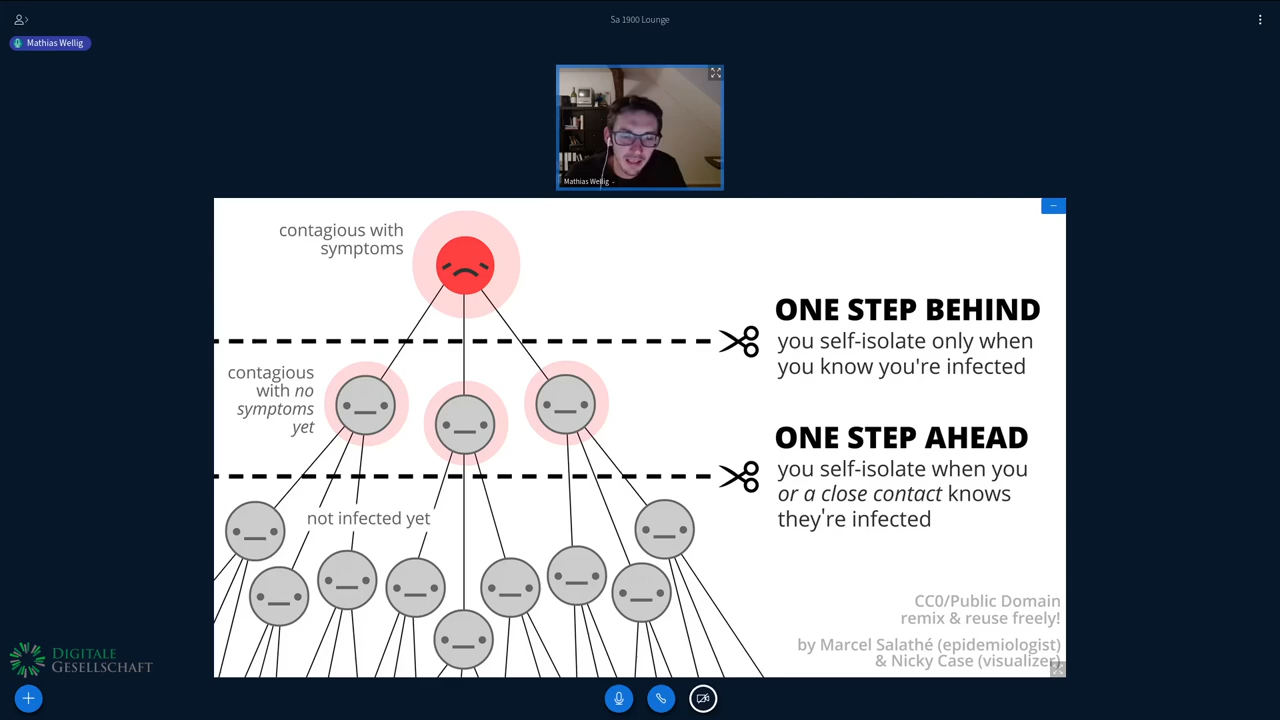 Sa 1900 Lounge
Mathias Wellig
Mathias Wellig
contagious with
symptoms
ONE STEP BEHIND
you self-isolate only when
you know you're infected
contagious
with no
symptoms
yet
ONE STEP AHEAD
you self-isolate when you
or a close contact knows
they're infected
not infected yet
CC0/Public Domain
remix & reuse freely!
by Marcel Salathé (epidemiologist)
& Nicky Case (visualizer)
DIGITALE
GESELLSCHAFT